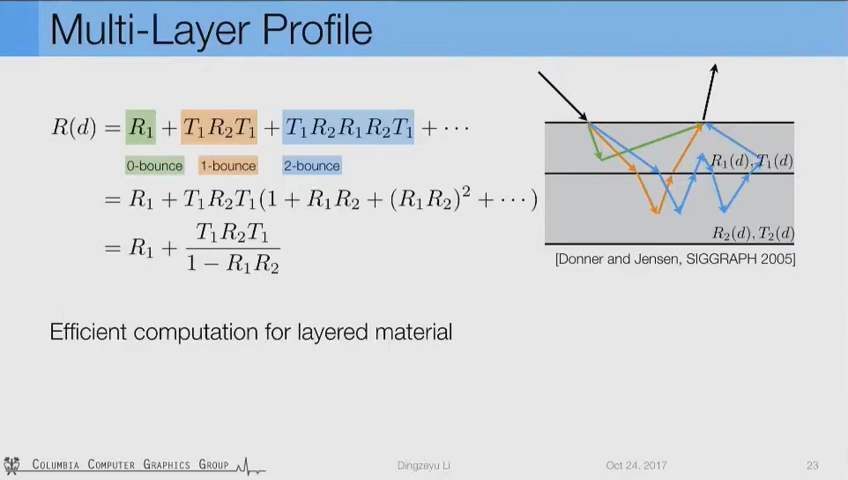 Multi-Layer Profile
R(d) = R₁ + T₁R₂T₁ + T₁R₂R₁R₂T₁ + ···
0-bounce 1-bounce 2-bounce
= R₁ + T₁R₂T₁(1 + R₁R₂ + (R₁R₂)² + ···)
= R₁ + T₁R₂T₁ / 1 − R₁R₂
R₁(d), T₁(d)
R₂(d), T₂(d)
[Donner and Jensen, SIGGRAPH 2005]
Efficient computation for layered material
COLUMBIA COMPUTER GRAPHICS GROUP
Dingzeyu Li
Oct 24, 2017
23